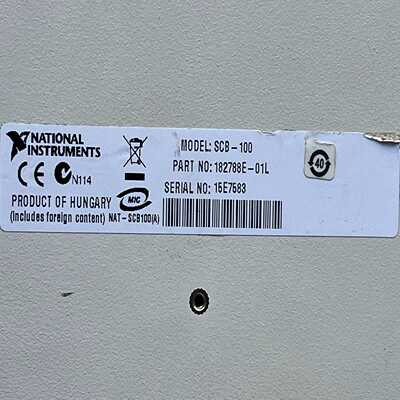 NATIONAL
INSTRUMENTS
MODEL: SCB-100
PART NO: 182788E-01L
40
CE N114
SERIAL NO: 15E7583
PRODUCT OF HUNGARY MIC
(Includes foreign content) NAT-SCB100(A)